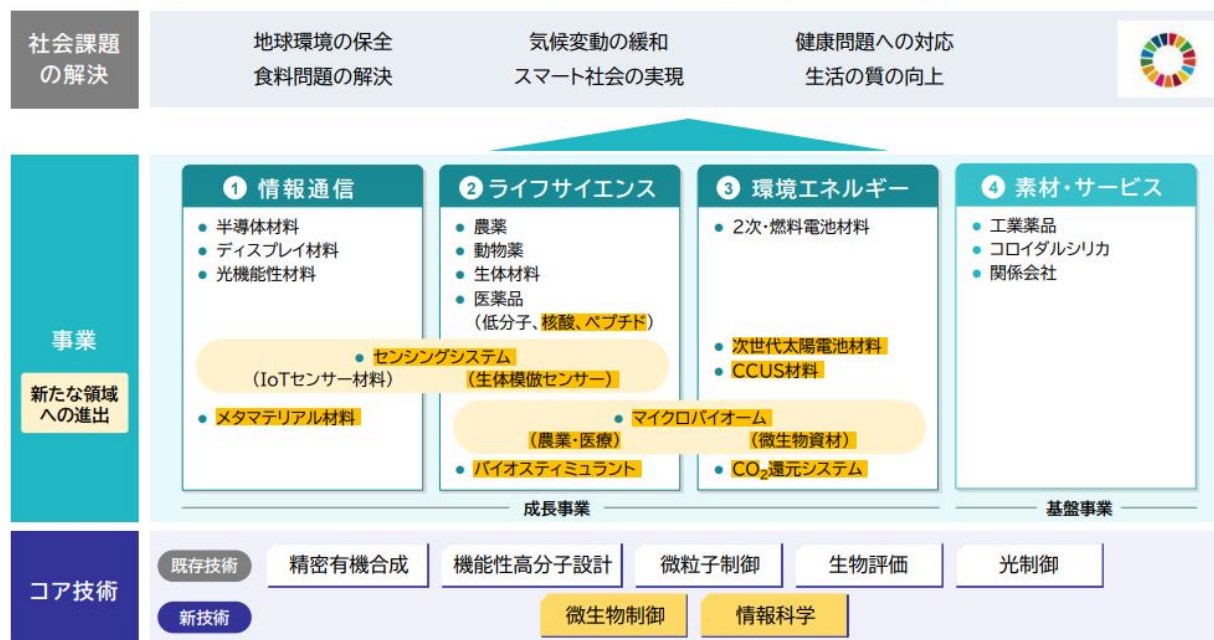 社会課題
の解決
地球環境の保全
気候変動の緩和
健康問題への対応
食料問題の解決
スマート社会の実現
生活の質の向上
事業
新たな領域
への進出
1 情報通信
• 半導体材料
• ディスプレイ材料
• 光機能性材料
2 ライフサイエンス
• 農薬
• 動物薬
• 生体材料
• 医薬品
(低分子、核酸、ペプチド)
3 環境エネルギー
• 2次・燃料電池材料
4 素材・サービス
• 工業薬品
• コロイダルシリカ
• 関係会社
• センシングシステム
(IoTセンサー材料)
(生体模倣センサー)
• 次世代太陽電池材料
• CCUS材料
• メタマテリアル材料
• マイクロバイオーム
(農業・医療)
(微生物資材)
• バイオスティミュラント
• CO₂還元システム
成長事業
基盤事業
コア技術
既存技術
精密有機合成
機能性高分子設計
微粒子制御
生物評価
光制御
新技術
微生物制御
情報科学